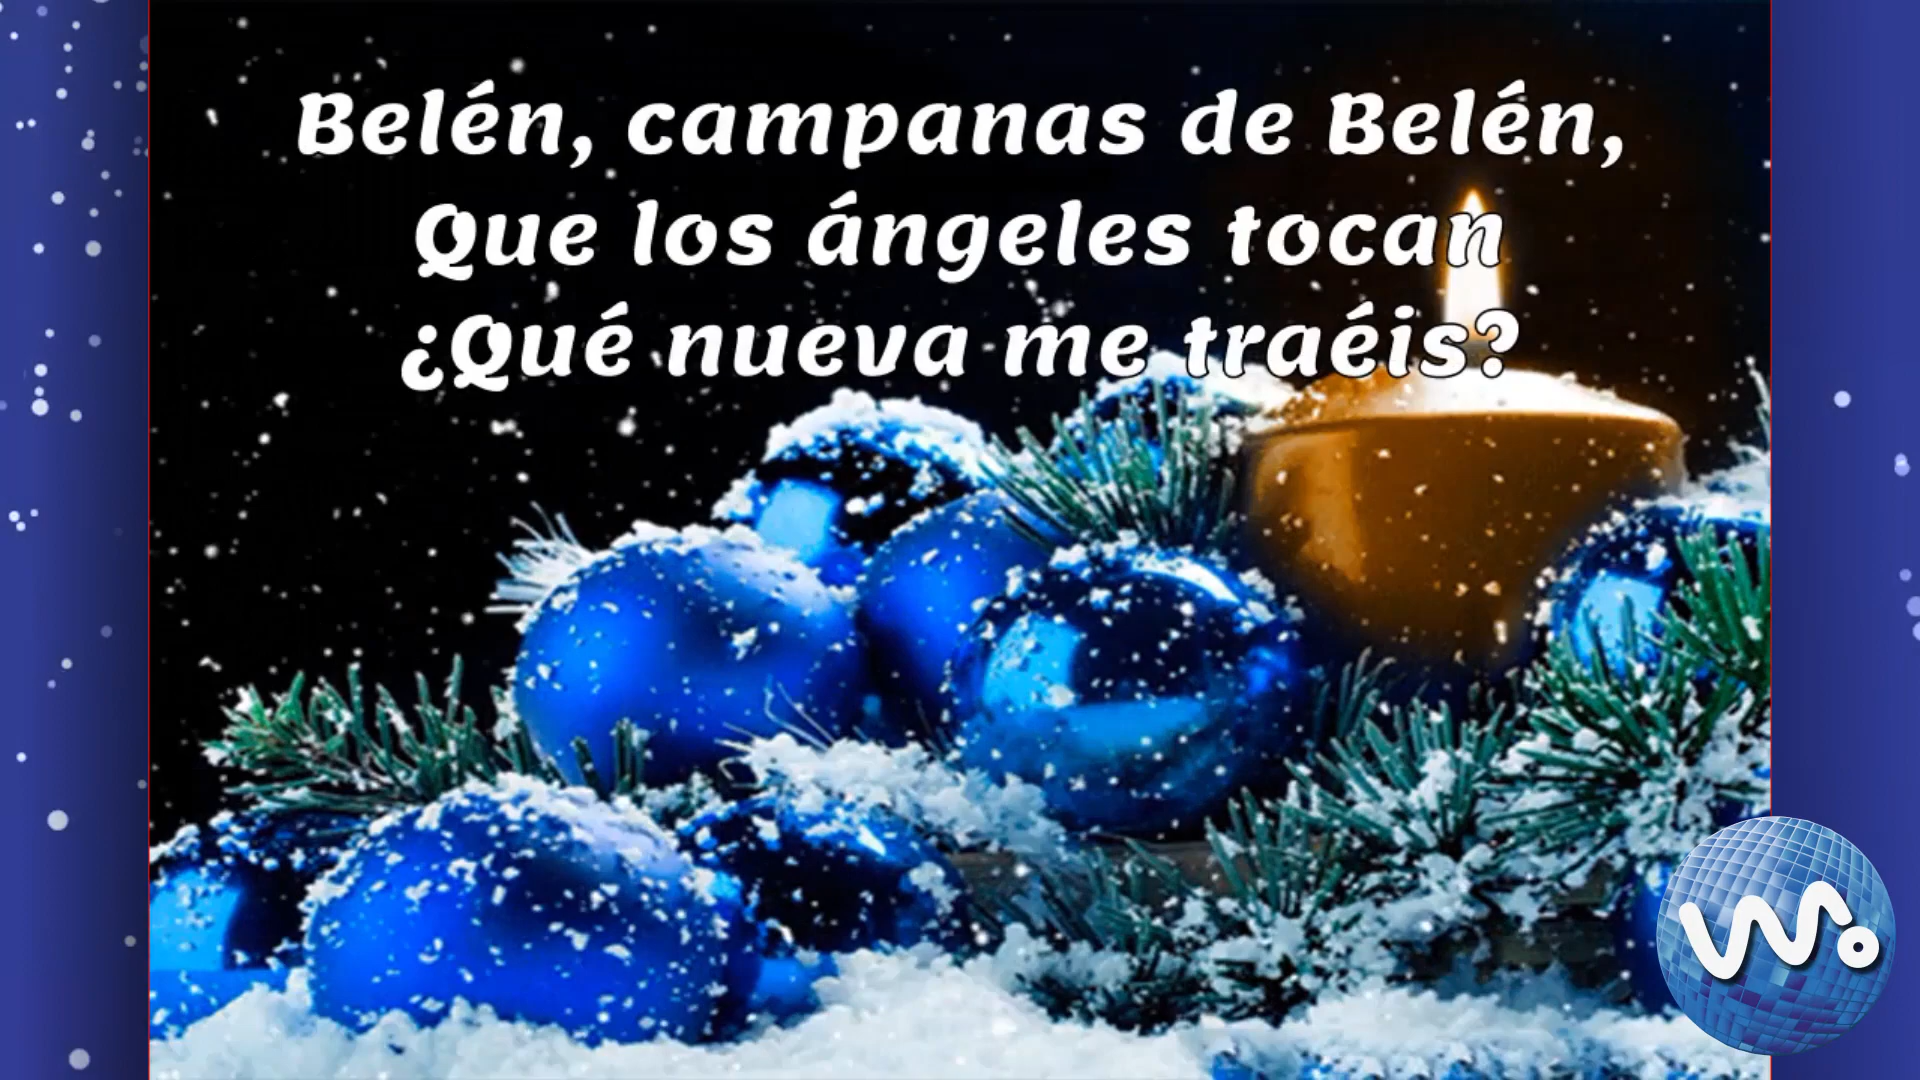 Belén, campanas de Belén,
Que los ángeles tocan
¿Qué nueva me traéis?